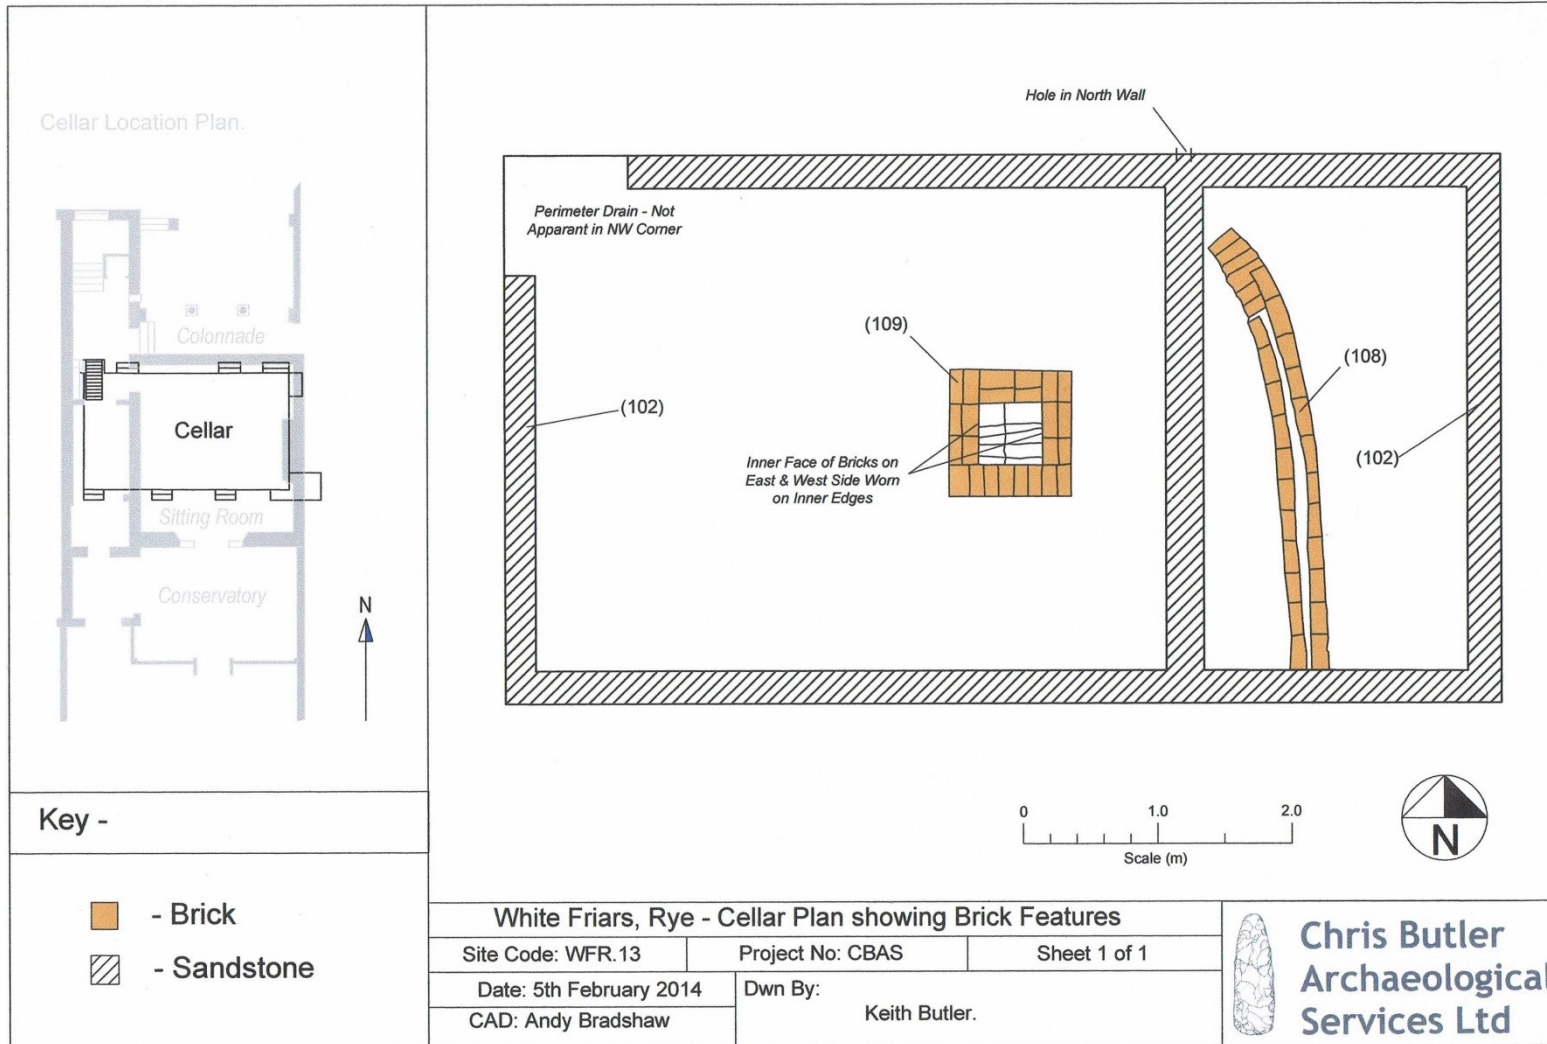 Cellar Location Plan.
Colonnade
Cellar
Sitting Room
Conservatory
N
Hole in North Wall
Perimeter Drain - Not
Apparant in NW Corner
(109)
(108)
(102)
(102)
Inner Face of Bricks on
East & West Side Worn
on Inner Edges
0 1.0 2.0
Scale (m)
N
Key -
- Brick
- Sandstone
White Friars, Rye - Cellar Plan showing Brick Features
Site Code: WFR.13 Project No: CBAS Sheet 1 of 1
Date: 5th February 2014
CAD: Andy Bradshaw
Dwn By:
Keith Butler.
Chris Butler
Archaeological
Services Ltd